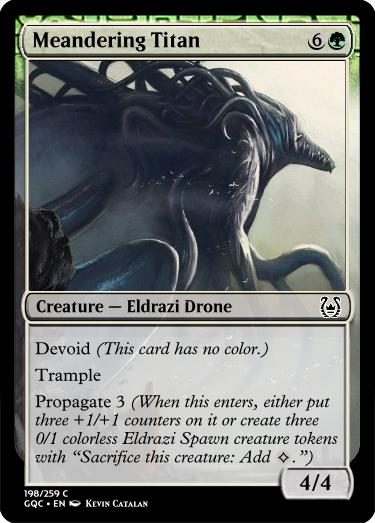 Meandering Titan 6
Creature — Eldrazi Drone
Devoid (This card has no color.)
Trample
Propagate 3 (When this enters, either put
three +1/+1 counters on it or create three
0/1 colorless Eldrazi Spawn creature tokens
with “Sacrifice this creature: Add ◇.”)
4/4
198/259 C
GQC • EN Kevin Catalan